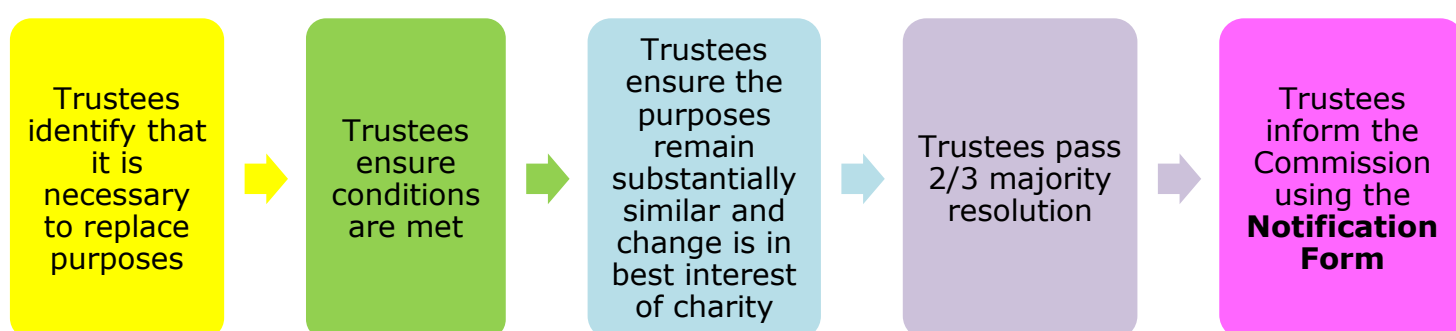 Trustees
identify that
it is
necessary
to replace
purposes
Trustees
ensure
conditions
are met
Trustees
ensure the
purposes
remain
substantially
similar and
change is in
best interest
of charity
Trustees pass
2/3 majority
resolution
Trustees
inform the
Commission
using the
Notification
Form